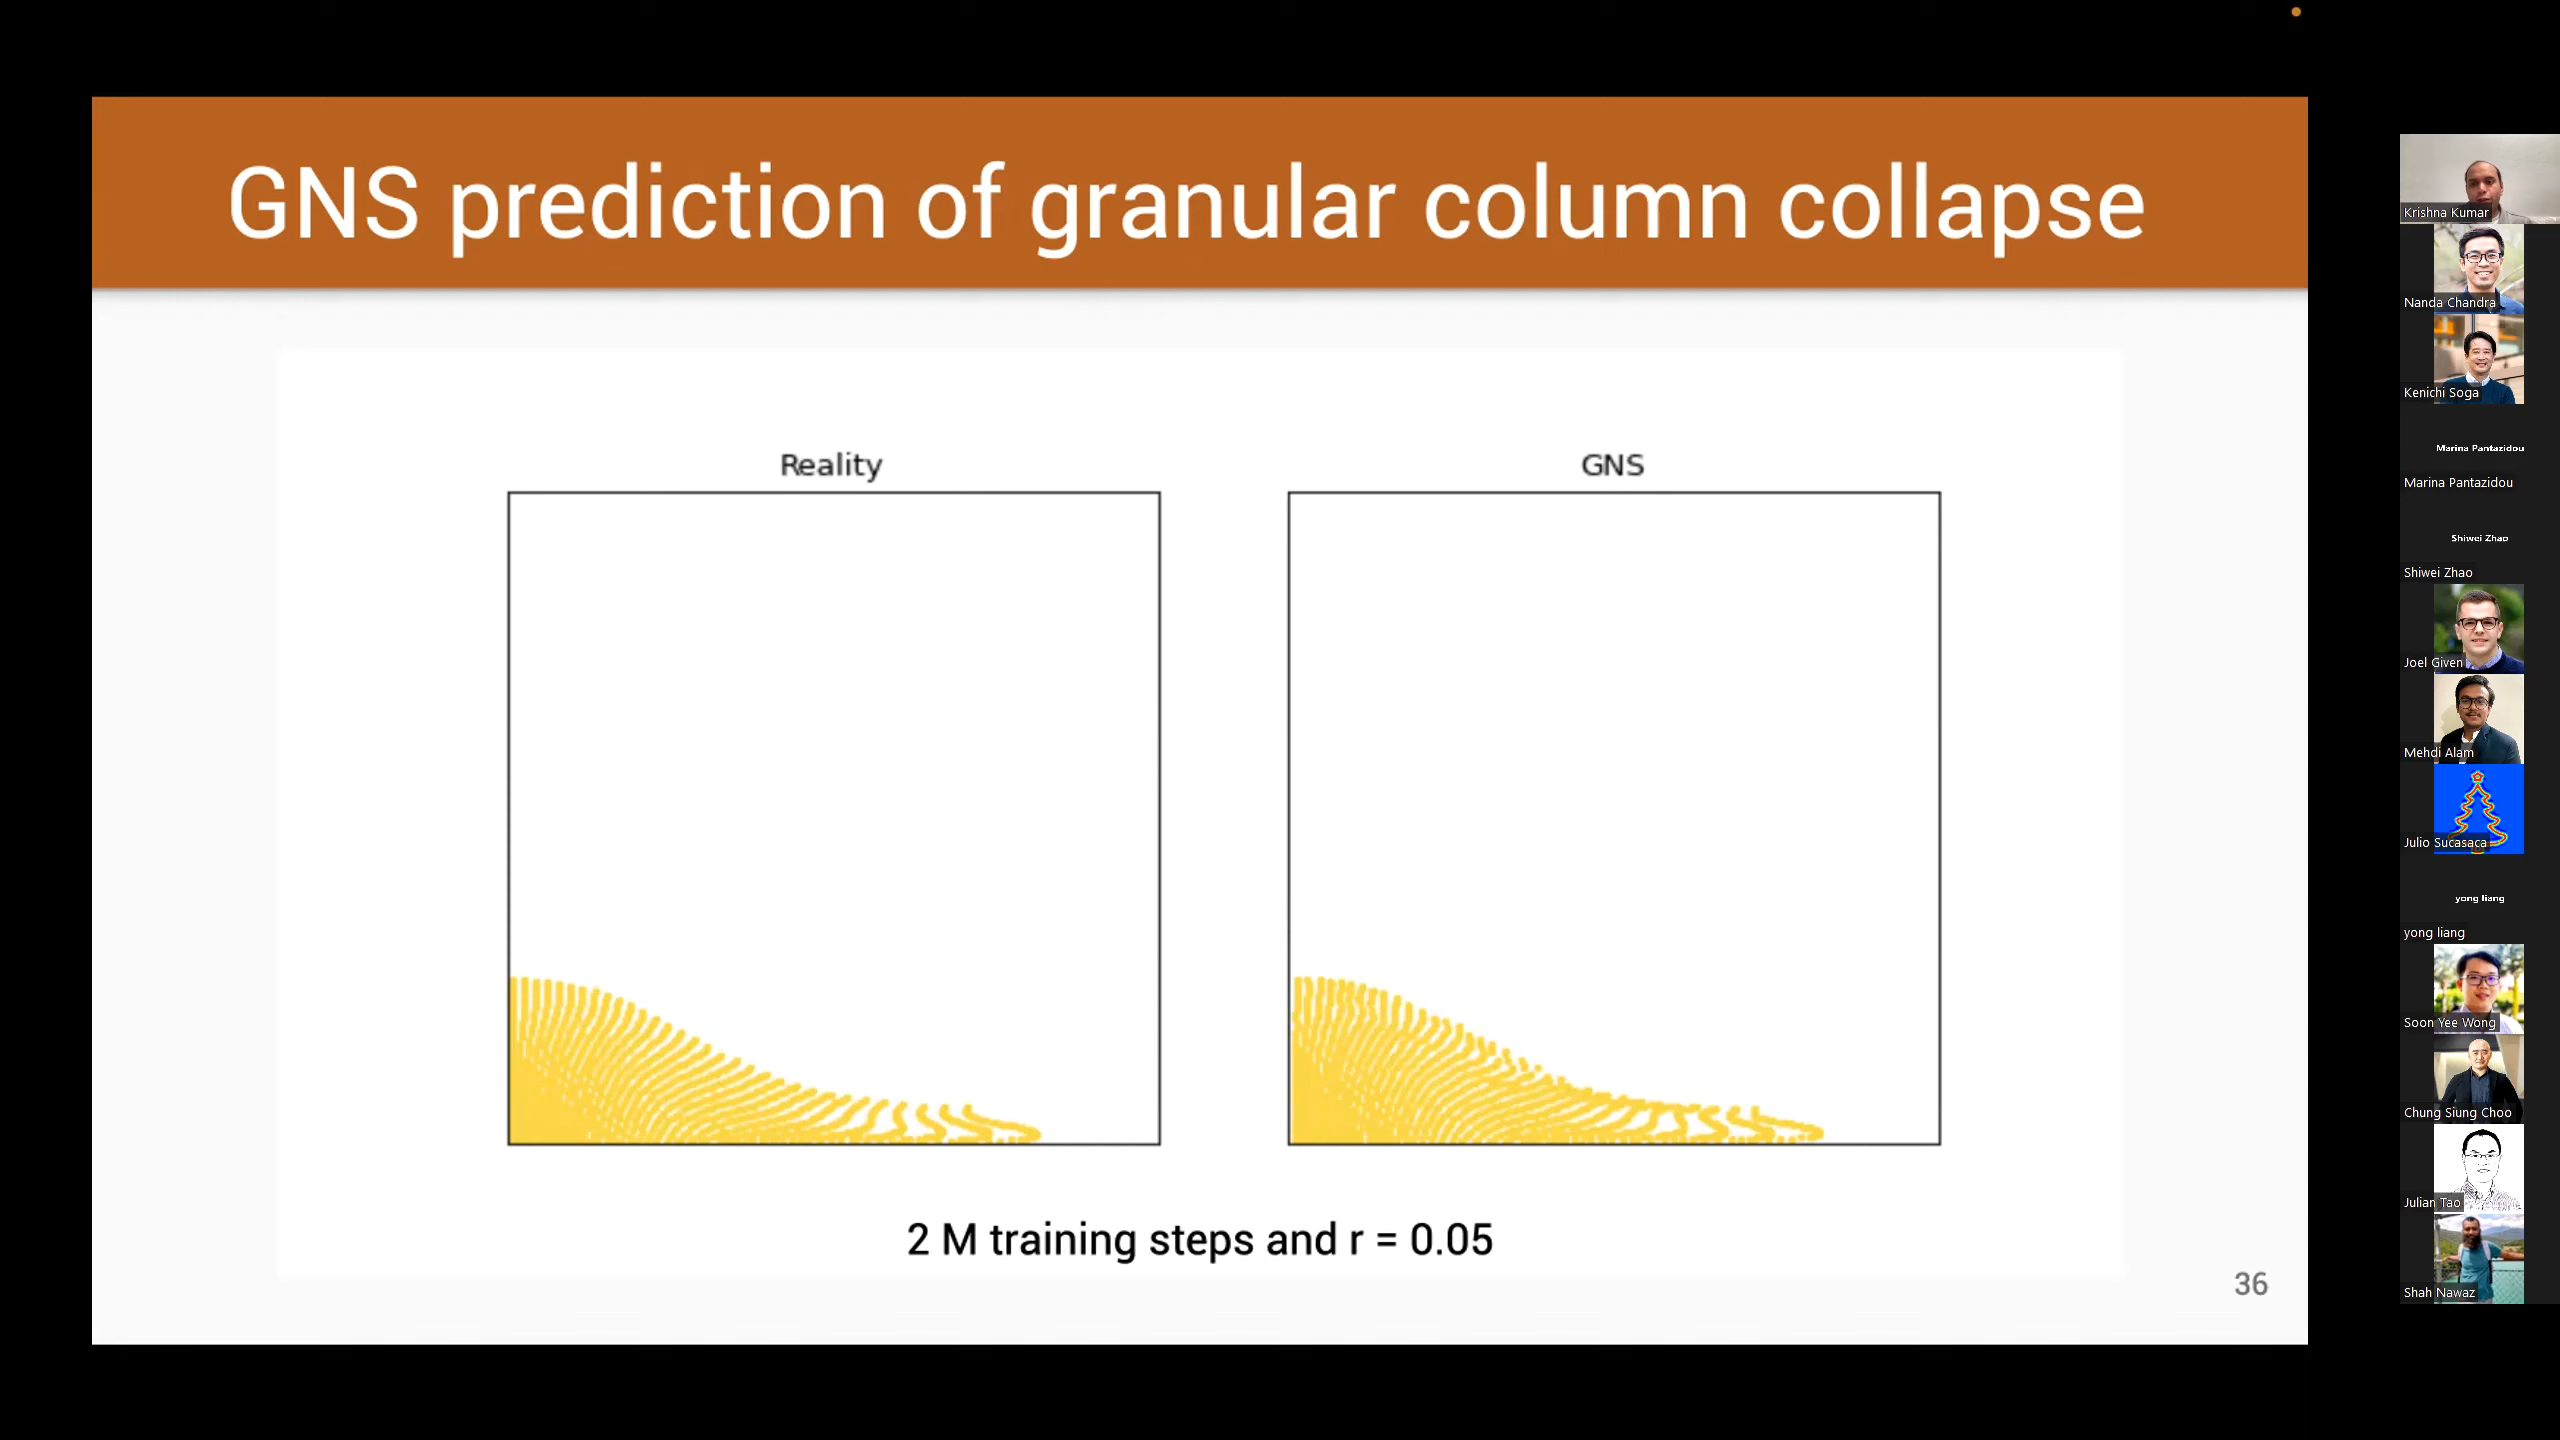 GNS prediction of granular column collapse
Reality
GNS
2 M training steps and r = 0.05
36
Krishna Kumar
Nanda Chandra
Kenichi Soga
Marina Pantazidou
Marina Pantazidou
Shiwei Zhao
Shiwei Zhao
Joel Given
Mehdi Alam
Julio Sucasaca
yong liang
yong liang
Soon Yee Wong
Chung Siung Choo
Julian Tao
Shah Nawaz